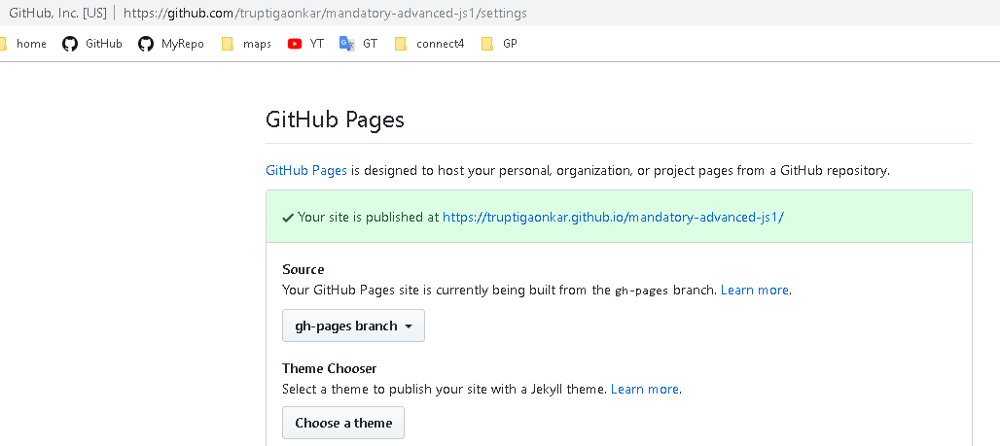 GitHub, Inc. [US] https://github.com/truptigaonkar/mandatory-advanced-js1/settings
home GitHub MyRepo maps YT GT connect4 GP
GitHub Pages
GitHub Pages is designed to host your personal, organization, or project pages from a GitHub repository.
Your site is published at https://truptigaonkar.github.io/mandatory-advanced-js1/
Source
Your GitHub Pages site is currently being built from the gh-pages branch. Learn more.
gh-pages branch
Theme Chooser
Select a theme to publish your site with a Jekyll theme. Learn more.
Choose a theme